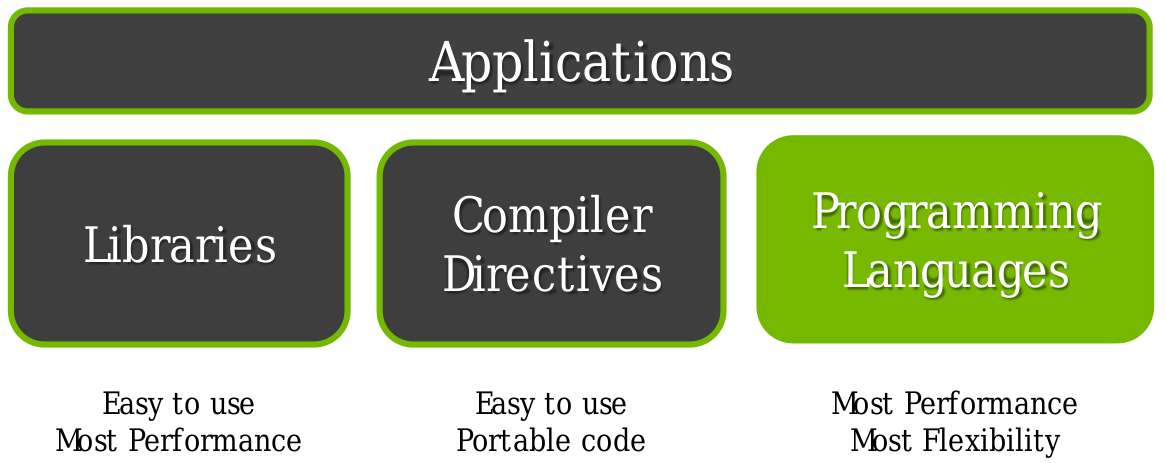 Applications
Libraries
Compiler
Directives
Programming
Languages
Easy to use
Most Performance
Easy to use
Portable code
Most Performance
Most Flexibility